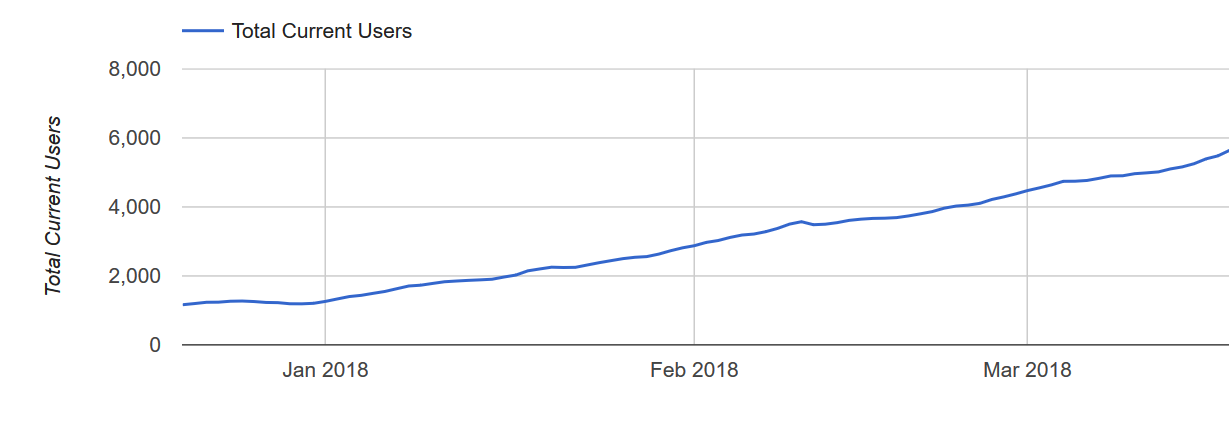 Total Current Users
8,000
6,000
4,000
2,000
0
Total Current Users
Jan 2018
Feb 2018
Mar 2018